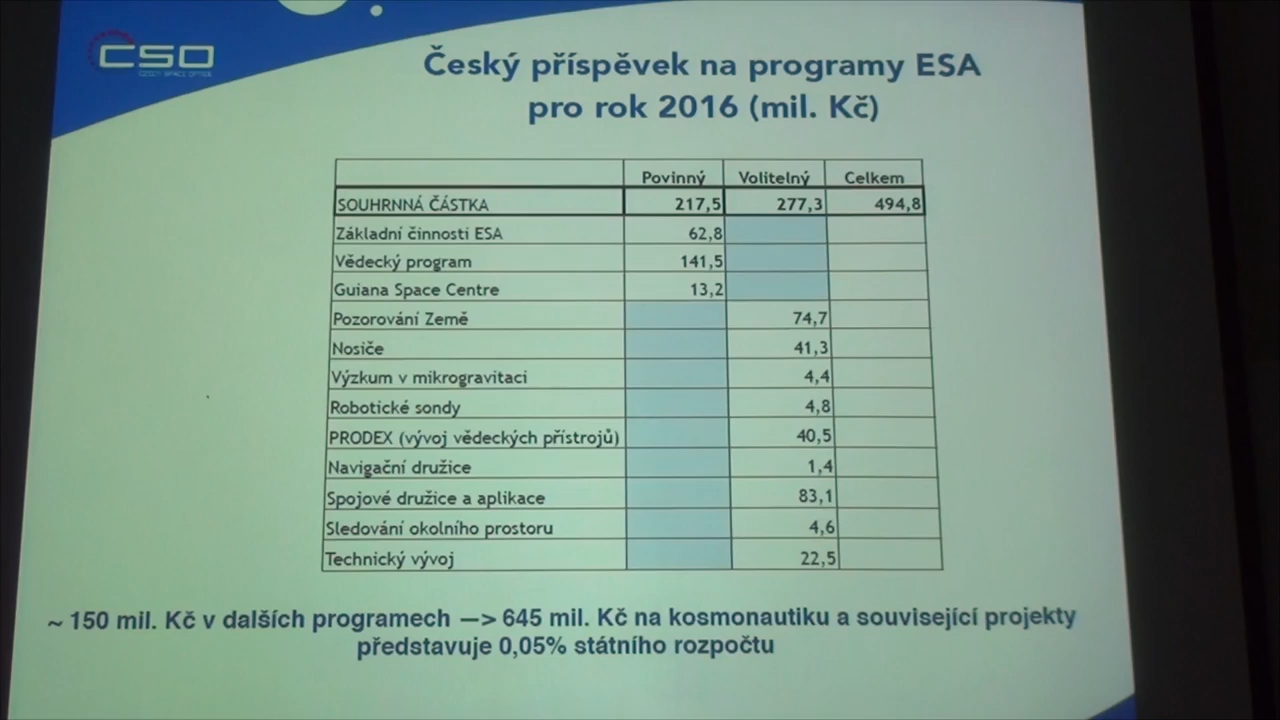 CSO
CZECH SPACE OFFICE
Český příspěvek na programy ESA
pro rok 2016 (mil. Kč)
Povinný Volitelný Celkem
SOUHRNNÁ ČÁSTKA 217,5 277,3 494,8
Základní činnosti ESA 62,8
Vědecký program 141,5
Guiana Space Centre 13,2
Pozorování Země 74,7
Nosiče 41,3
Výzkum v mikrogravitaci 4,4
Robotické sondy 4,8
PRODEX (vývoj vědeckých přístrojů) 40,5
Navigační družice 1,4
Spojové družice a aplikace 83,1
Sledování okolního prostoru 4,6
Technický vývoj 22,5
~ 150 mil. Kč v dalších programech —> 645 mil. Kč na kosmonautiku a související projekty
představuje 0,05% státního rozpočtu